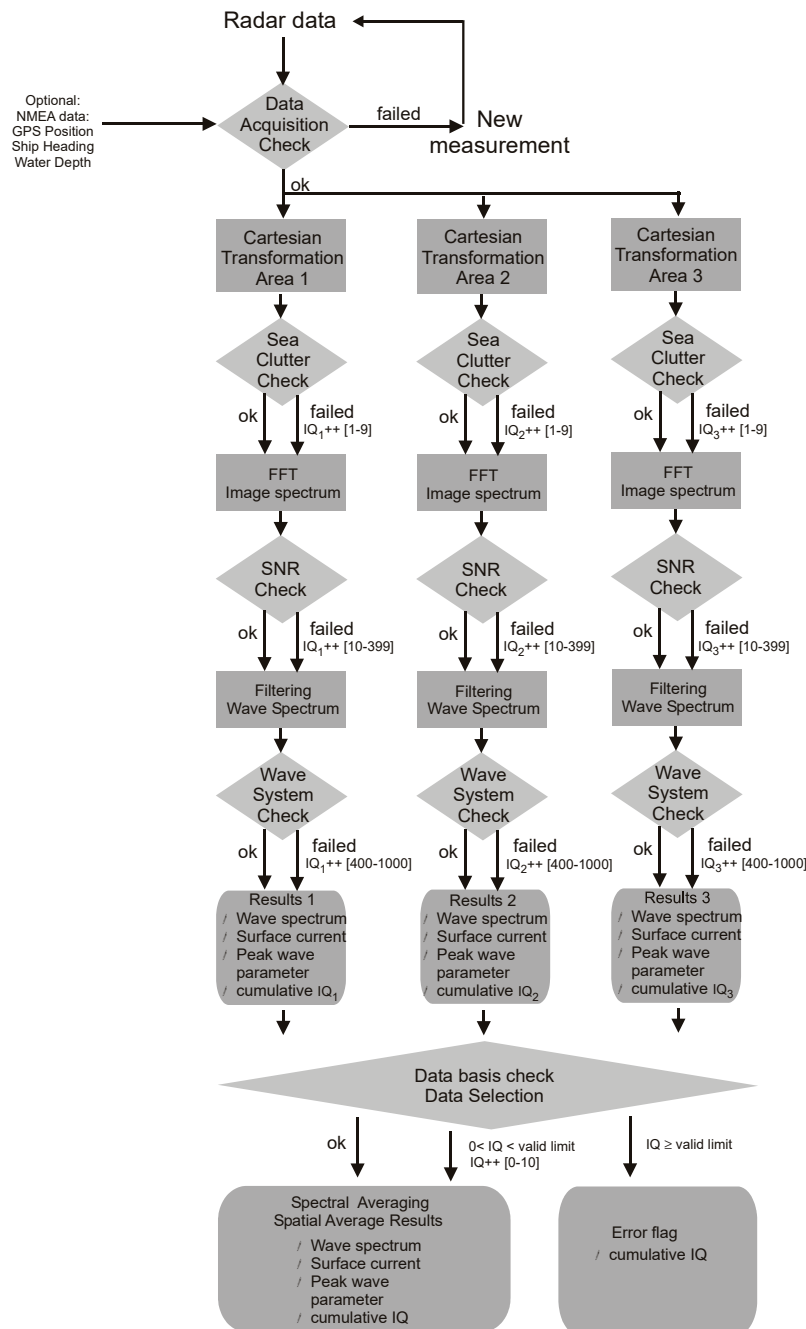 Radar data
Optional:
NMEA data:
GPS Position
Ship Heading
Water Depth
Data
Acquisition
Check
failed
New
measurement
ok
Cartesian
Transformation
Area 1
Cartesian
Transformation
Area 2
Cartesian
Transformation
Area 3
Sea
Clutter
Check
Sea
Clutter
Check
Sea
Clutter
Check
ok
failed
IQ₁++ [1-9]
ok
failed
IQ₂++ [1-9]
ok
failed
IQ₃++ [1-9]
FFT
Image spectrum
FFT
Image spectrum
FFT
Image spectrum
SNR
Check
SNR
Check
SNR
Check
ok
failed
IQ₁++ [10-399]
ok
failed
IQ₂++ [10-399]
ok
failed
IQ₃++ [10-399]
Filtering
Wave Spectrum
Filtering
Wave Spectrum
Filtering
Wave Spectrum
Wave
System
Check
Wave
System
Check
Wave
System
Check
ok
failed
IQ₁++ [400-1000]
ok
failed
IQ₂++ [400-1000]
ok
failed
IQ₃++ [400-1000]
Results 1
/ Wave spectrum
/ Surface current
/ Peak wave
parameter
/ cumulative IQ₁
Results 2
/ Wave spectrum
/ Surface current
/ Peak wave
parameter
/ cumulative IQ₂
Results 3
/ Wave spectrum
/ Surface current
/ Peak wave
parameter
/ cumulative IQ₃
Data basis check
Data Selection
ok
0< IQ < valid limit
IQ++ [0-10]
IQ ≥ valid limit
Spectral Averaging
Spatial Average Results
/ Wave spectrum
/ Surface current
/ Peak wave
parameter
/ cumulative IQ
Error flag
/ cumulative IQ